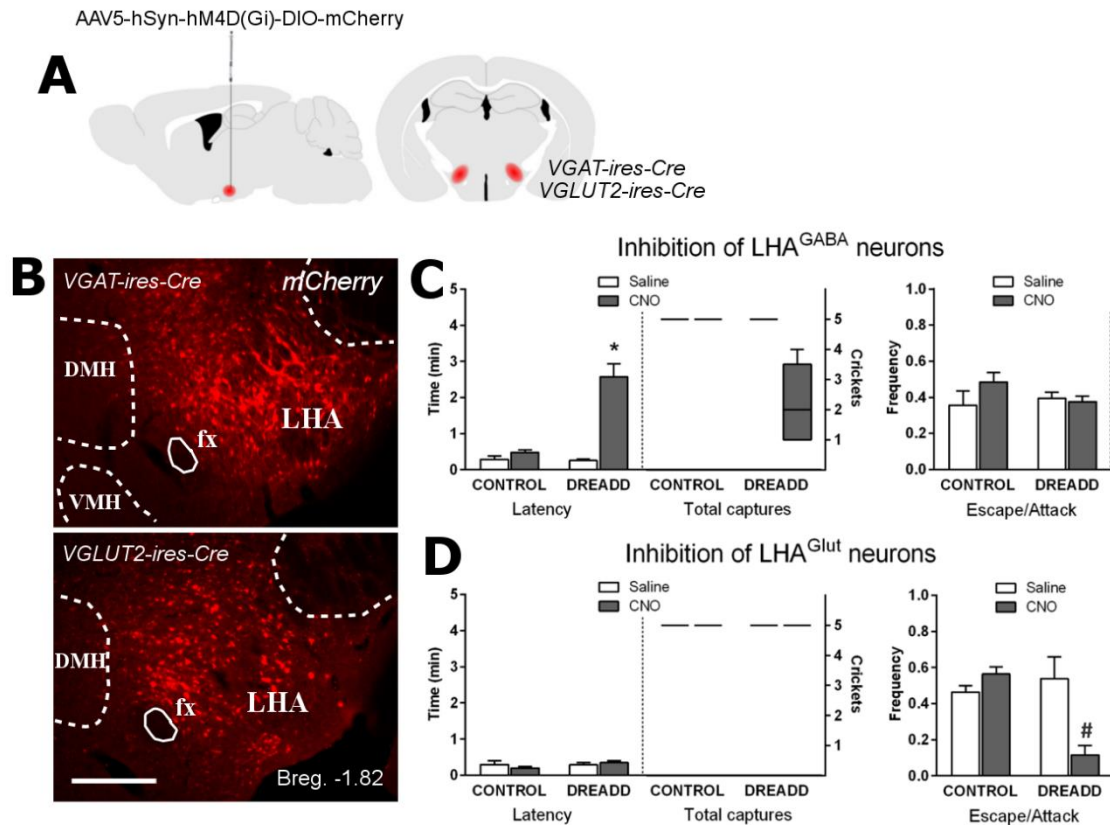 AAV5-hSyn-hM4D(Gi)-DIO-mCherry
A
VGAT-ires-Cre
VGLUT2-ires-Cre
B
VGAT-ires-Cre
mCherry
DMH
LHA
fx
VMH
VGLUT2-ires-Cre
DMH
fx
LHA
Breg. -1.82
C
Inhibition of LHA^GABA neurons
Saline
CNO
Time (min)
5
4
3
2
1
0
*
Crickets
5
4
3
2
1
CONTROL DREADD CONTROL DREADD
Latency Total captures
Saline
CNO
Frequency
1.0
0.8
0.6
0.4
0.2
0.0
CONTROL DREADD
Escape/Attack
D
Inhibition of LHA^Glut neurons
Saline
CNO
Time (min)
5
4
3
2
1
0
Crickets
5
4
3
2
1
CONTROL DREADD CONTROL DREADD
Latency Total captures
Saline
CNO
Frequency
1.0
0.8
0.6
0.4
0.2
0.0
#
CONTROL DREADD
Escape/Attack